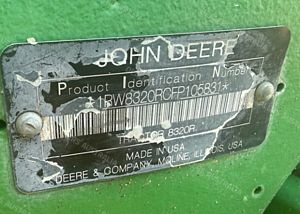 JOHN DEERE
Product Identification Number
*1RW8320RCFP105831*
TRACTOR 8320R
MADE IN USA
DEERE & COMPANY, MOLINE, ILLINOIS, USA